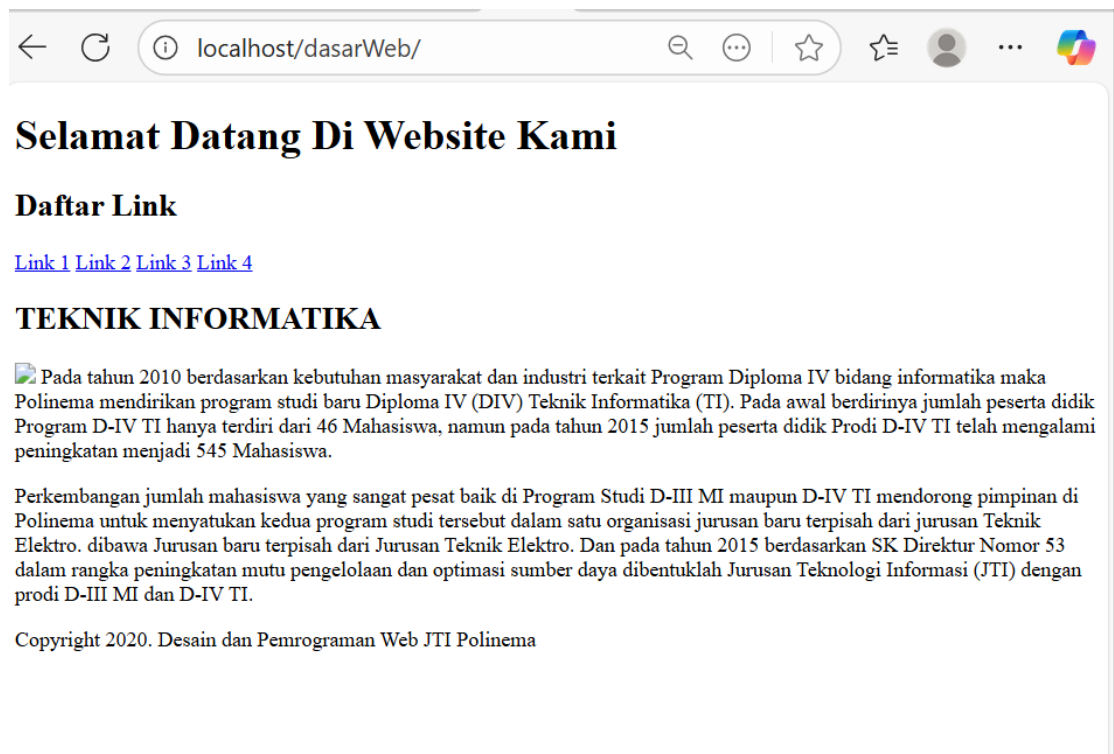 localhost/dasarWeb/
Selamat Datang Di Website Kami
Daftar Link
Link 1 Link 2 Link 3 Link 4
TEKNIK INFORMATIKA
Pada tahun 2010 berdasarkan kebutuhan masyarakat dan industri terkait Program Diploma IV bidang informatika maka
Polinema mendirikan program studi baru Diploma IV (DIV) Teknik Informatika (TI). Pada awal berdirinya jumlah peserta didik
Program D-IV TI hanya terdiri dari 46 Mahasiswa, namun pada tahun 2015 jumlah peserta didik Prodi D-IV TI telah mengalami
peningkatan menjadi 545 Mahasiswa.
Perkembangan jumlah mahasiswa yang sangat pesat baik di Program Studi D-III MI maupun D-IV TI mendorong pimpinan di
Polinema untuk menyatukan kedua program studi tersebut dalam satu organisasi jurusan baru terpisah dari jurusan Teknik
Elektro. dibawa Jurusan baru terpisah dari Jurusan Teknik Elektro. Dan pada tahun 2015 berdasarkan SK Direktur Nomor 53
dalam rangka peningkatan mutu pengelolaan dan optimasi sumber daya dibentuklah Jurusan Teknologi Informasi (JTI) dengan
prodi D-III MI dan D-IV TI.
Copyright 2020. Desain dan Pemrograman Web JTI Polinema